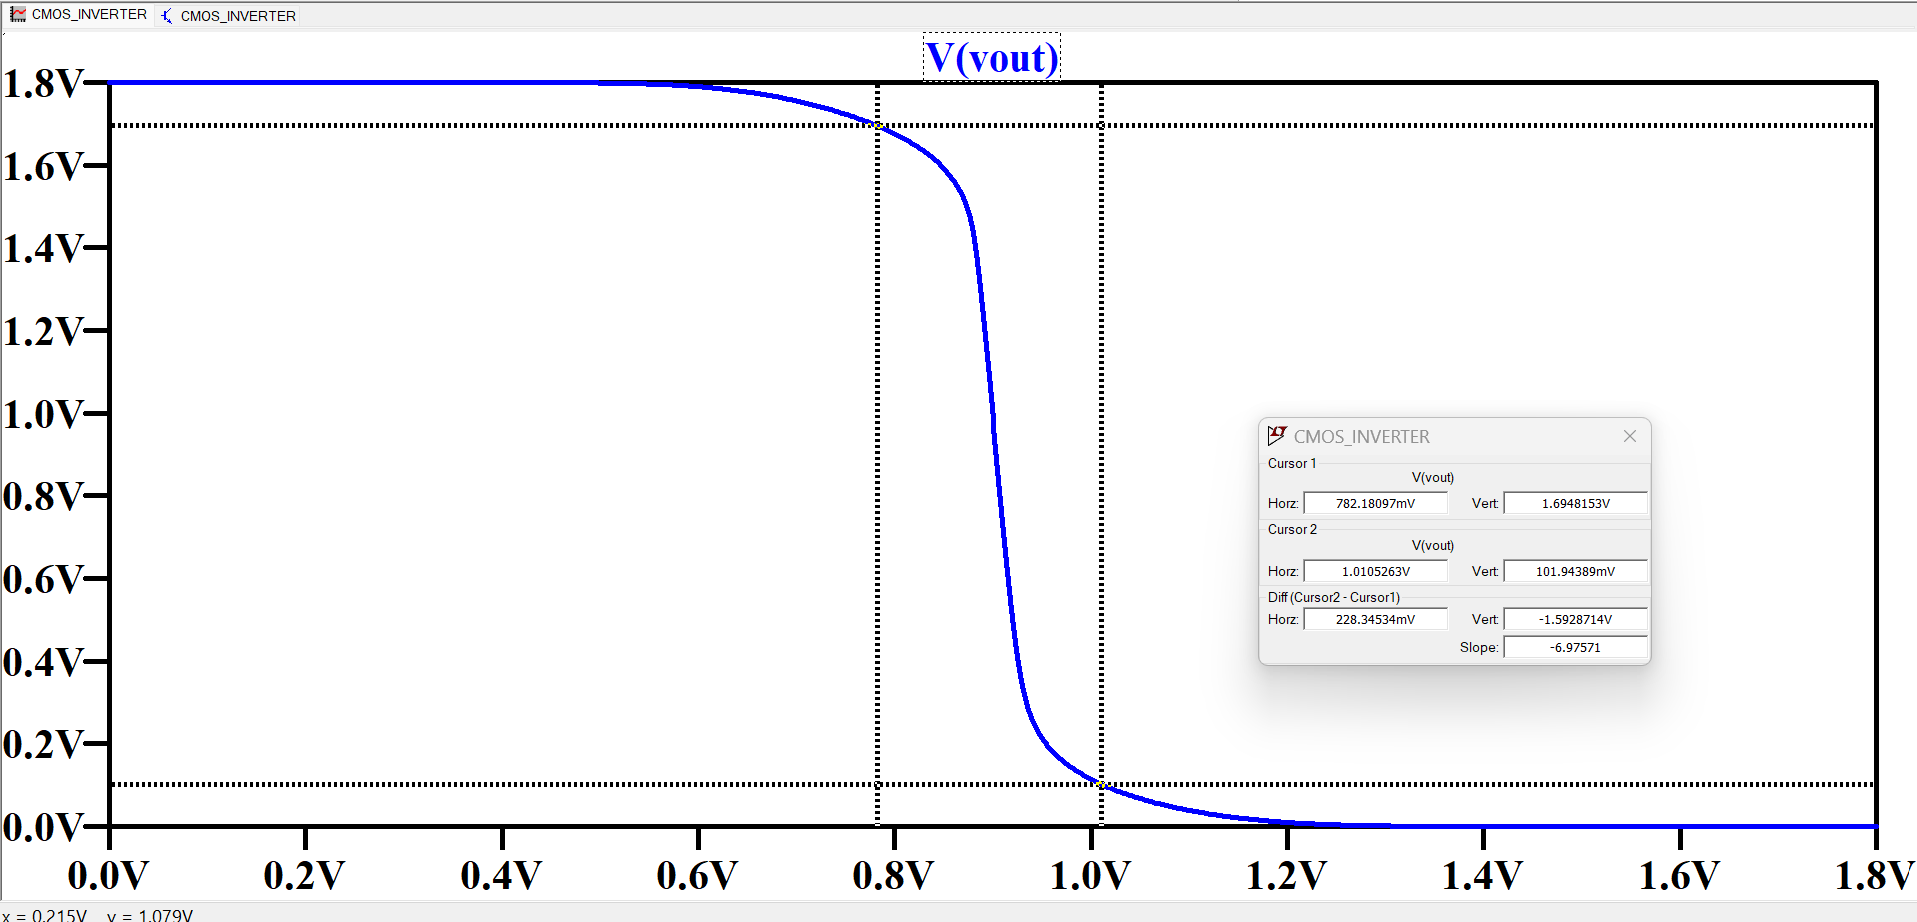 CMOS_INVERTER CMOS_INVERTER
V(vout)
1.8V
1.6V
1.4V
1.2V
1.0V
0.8V
0.6V
0.4V
0.2V
0.0V
0.0V 0.2V 0.4V 0.6V 0.8V 1.0V 1.2V 1.4V 1.6V 1.8V
CMOS_INVERTER
Cursor 1
V(vout)
Horz: 782.18097mV Vert: 1.6948153V
Cursor 2
V(vout)
Horz: 1.0105263V Vert: 101.94389mV
Diff (Cursor2 - Cursor1)
Horz: 228.34534mV Vert: -1.5928714V
Slope: -6.97571
x = 0.215V y = 1.079V